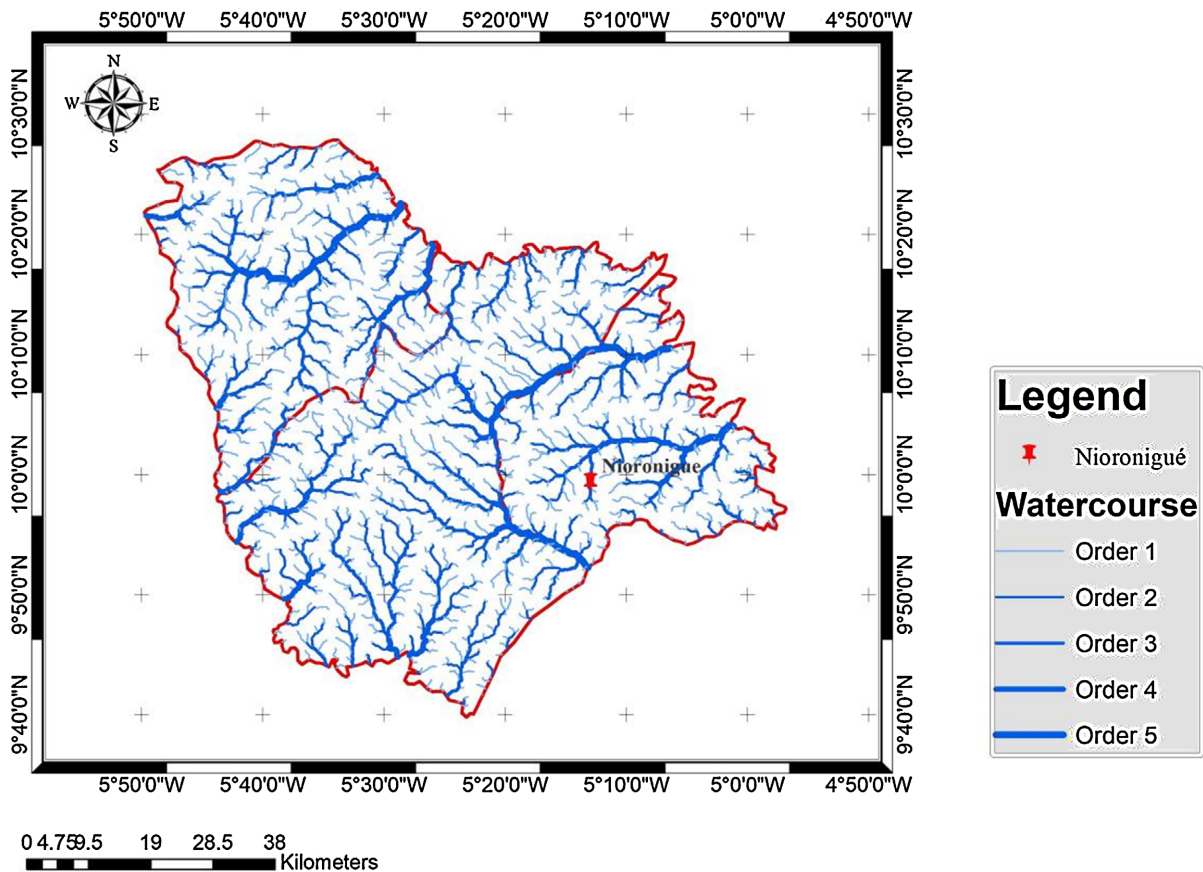 5°50'0"W 5°40'0"W 5°30'0"W 5°20'0"W 5°10'0"W 5°00'0"W 4°50'0"W
N
W E
S
10°30'0"N 10°30'0"N
10°20'0"N 10°20'0"N
10°10'0"N 10°10'0"N
10°0'0"N 10°0'0"N
9°50'0"N 9°50'0"N
9°40'0"N 9°40'0"N
Nioronigue
5°50'0"W 5°40'0"W 5°30'0"W 5°20'0"W 5°10'0"W 5°00'0"W 4°50'0"W
0 4.75 9.5 19 28.5 38
Kilometers
Legend
Nioronigué
Watercourse
Order 1
Order 2
Order 3
Order 4
Order 5